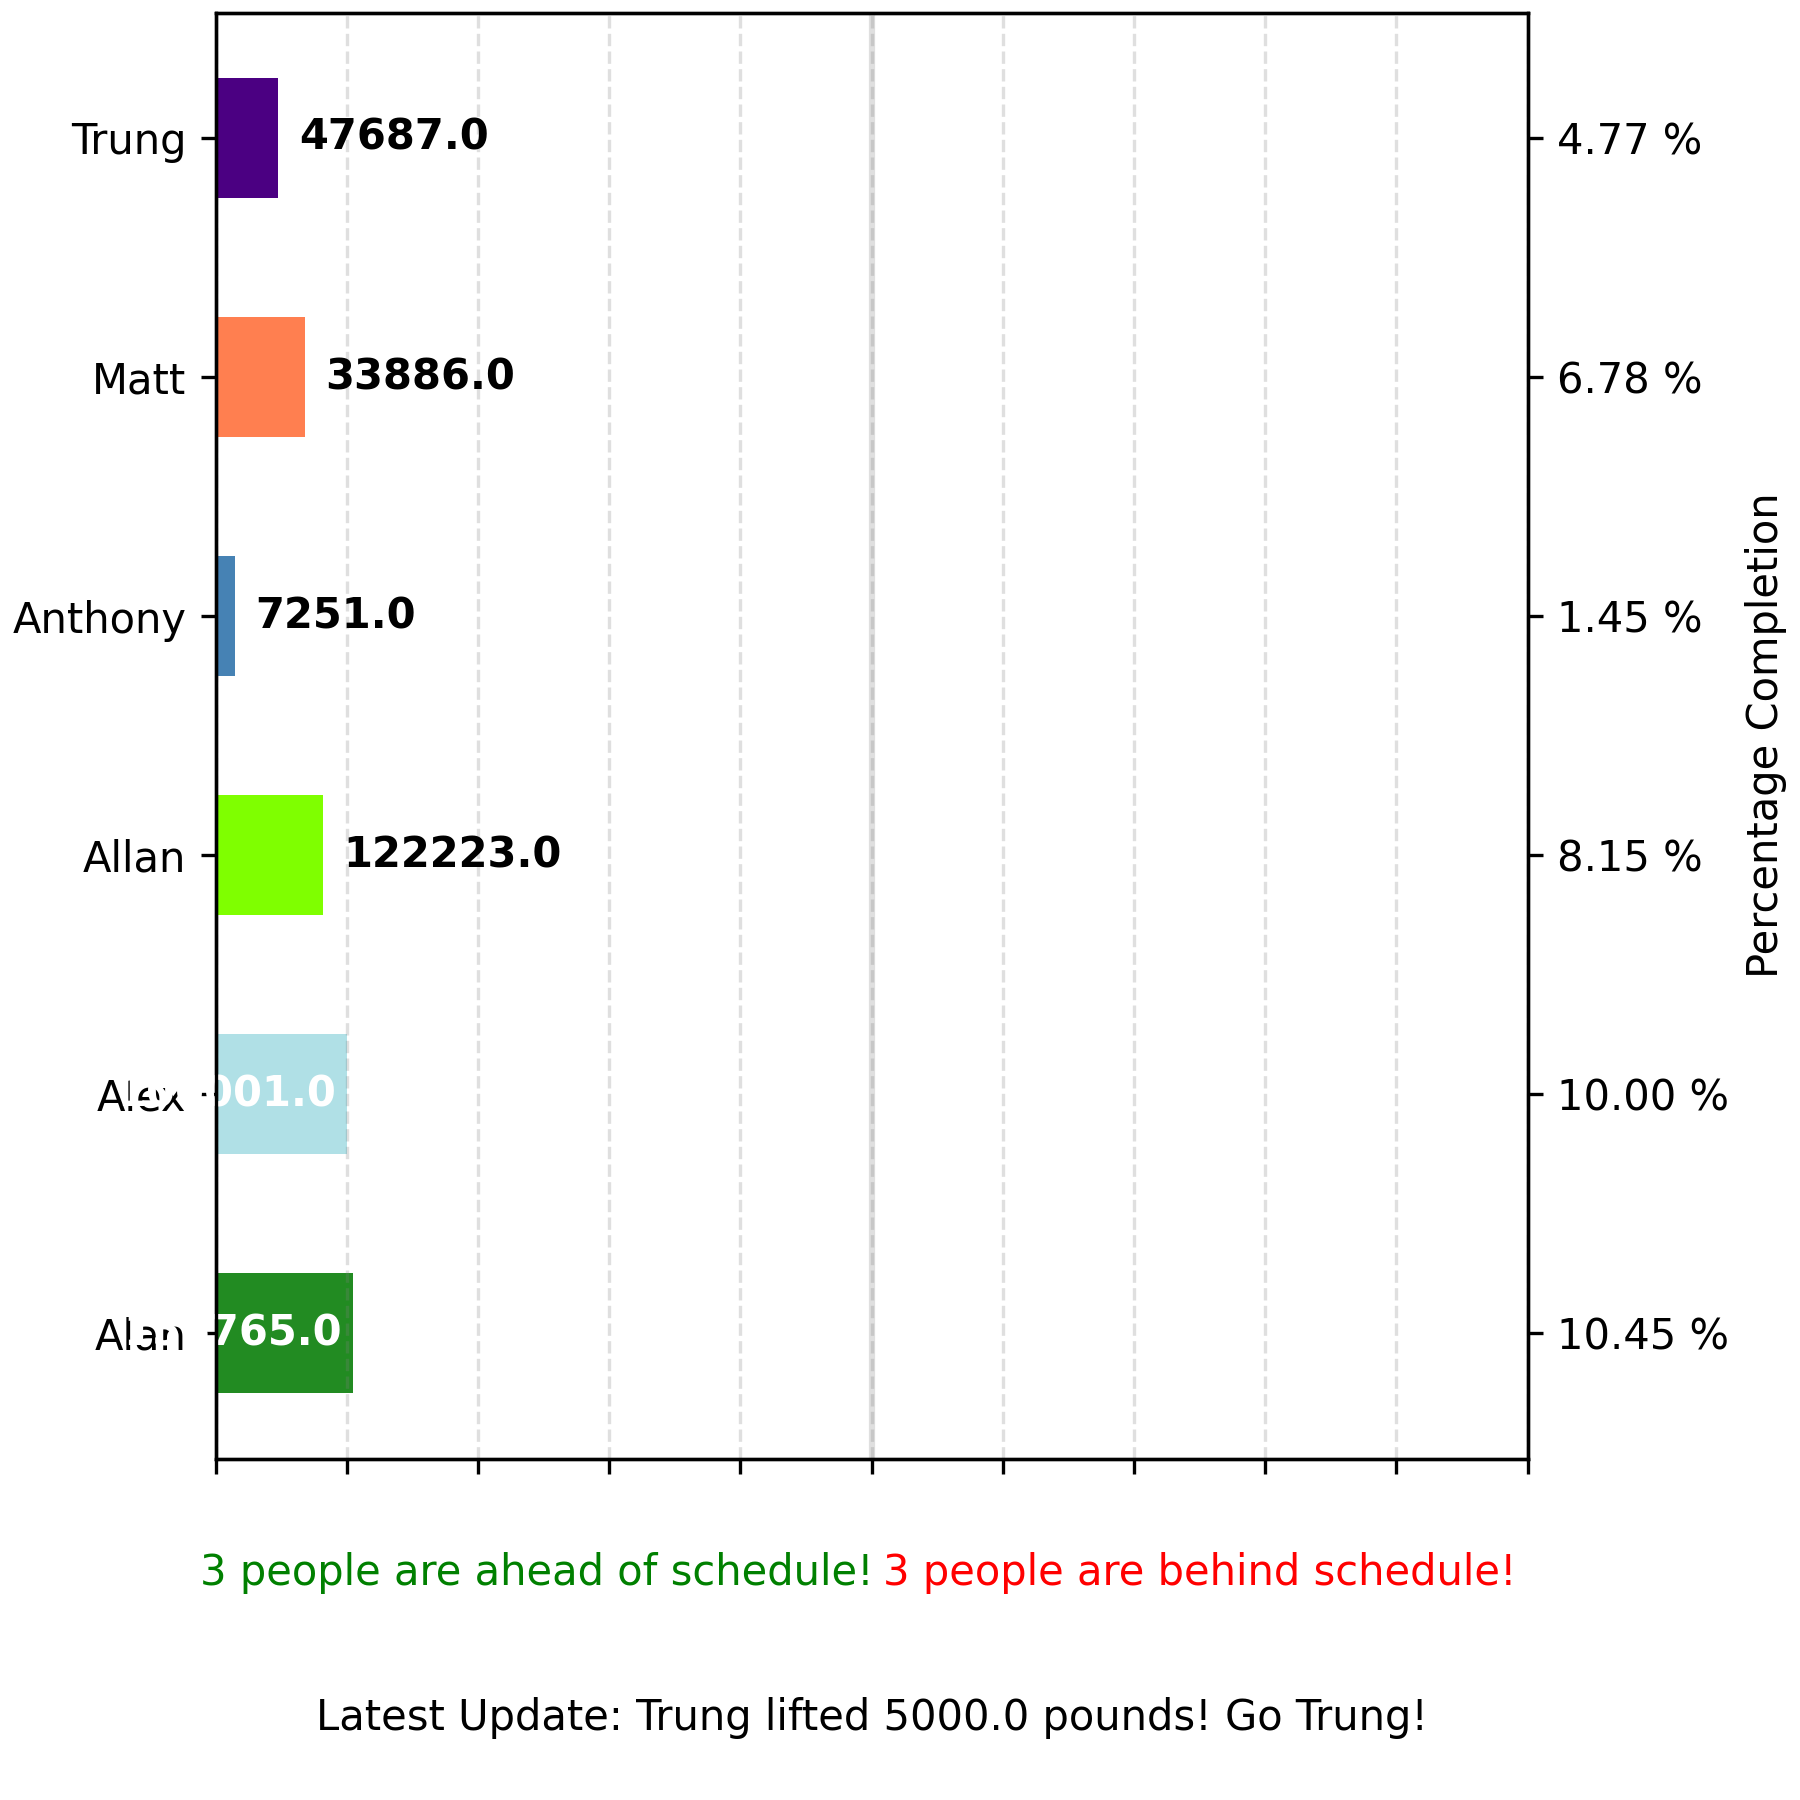 Trung 47687.0 4.77 %
Matt 33886.0 6.78 %
Anthony 7251.0 1.45 %
Allan 122223.0 8.15 %
Alex 10.00 %
Alan 10.45 %
Percentage Completion
3 people are ahead of schedule! 3 people are behind schedule!
Latest Update: Trung lifted 5000.0 pounds! Go Trung!